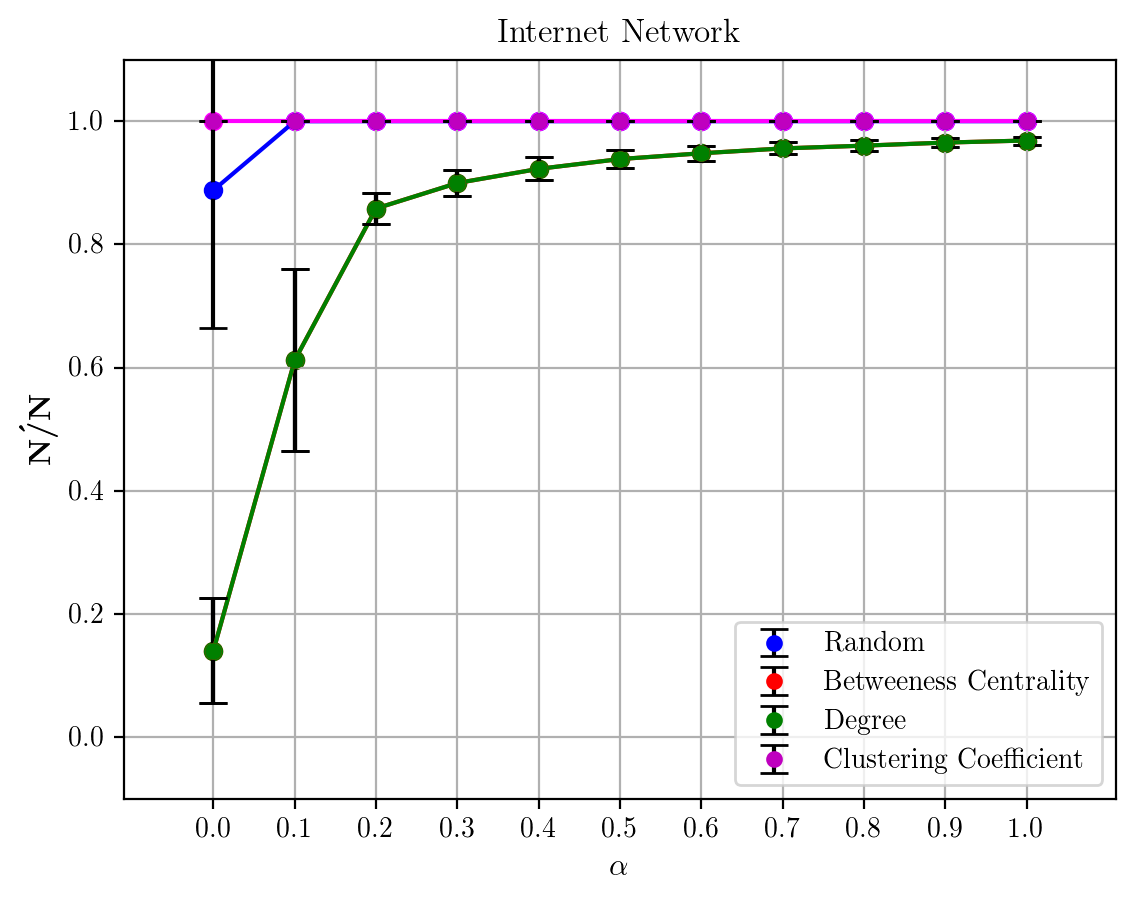 Internet Network
1.0
0.8
0.6
0.4
0.2
0.0
N´/N
0.0 0.1 0.2 0.3 0.4 0.5 0.6 0.7 0.8 0.9 1.0
α
Random
Betweeness Centrality
Degree
Clustering Coefficient